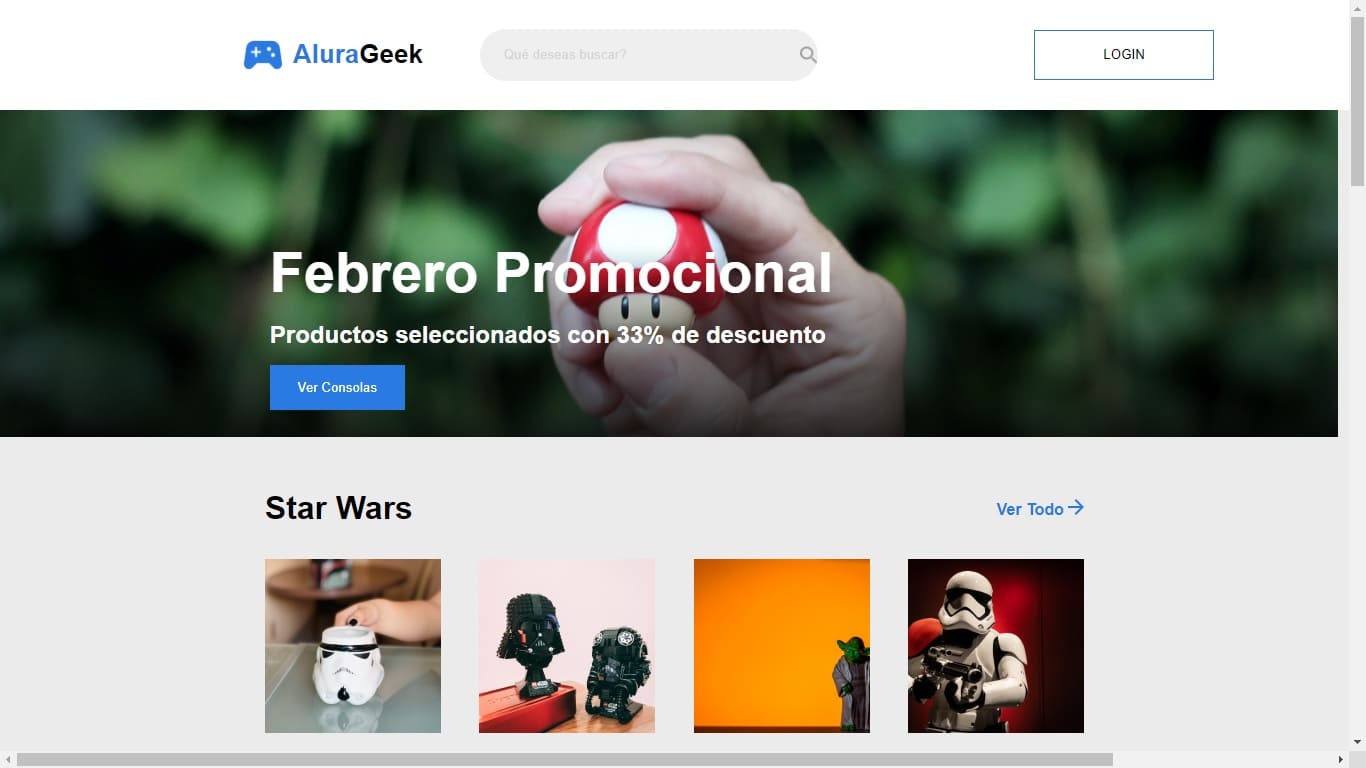 AluraGeek
Qué deseas buscar?
LOGIN
Febrero Promocional
Productos seleccionados con 33% de descuento
Ver Consolas
Star Wars
Ver Todo